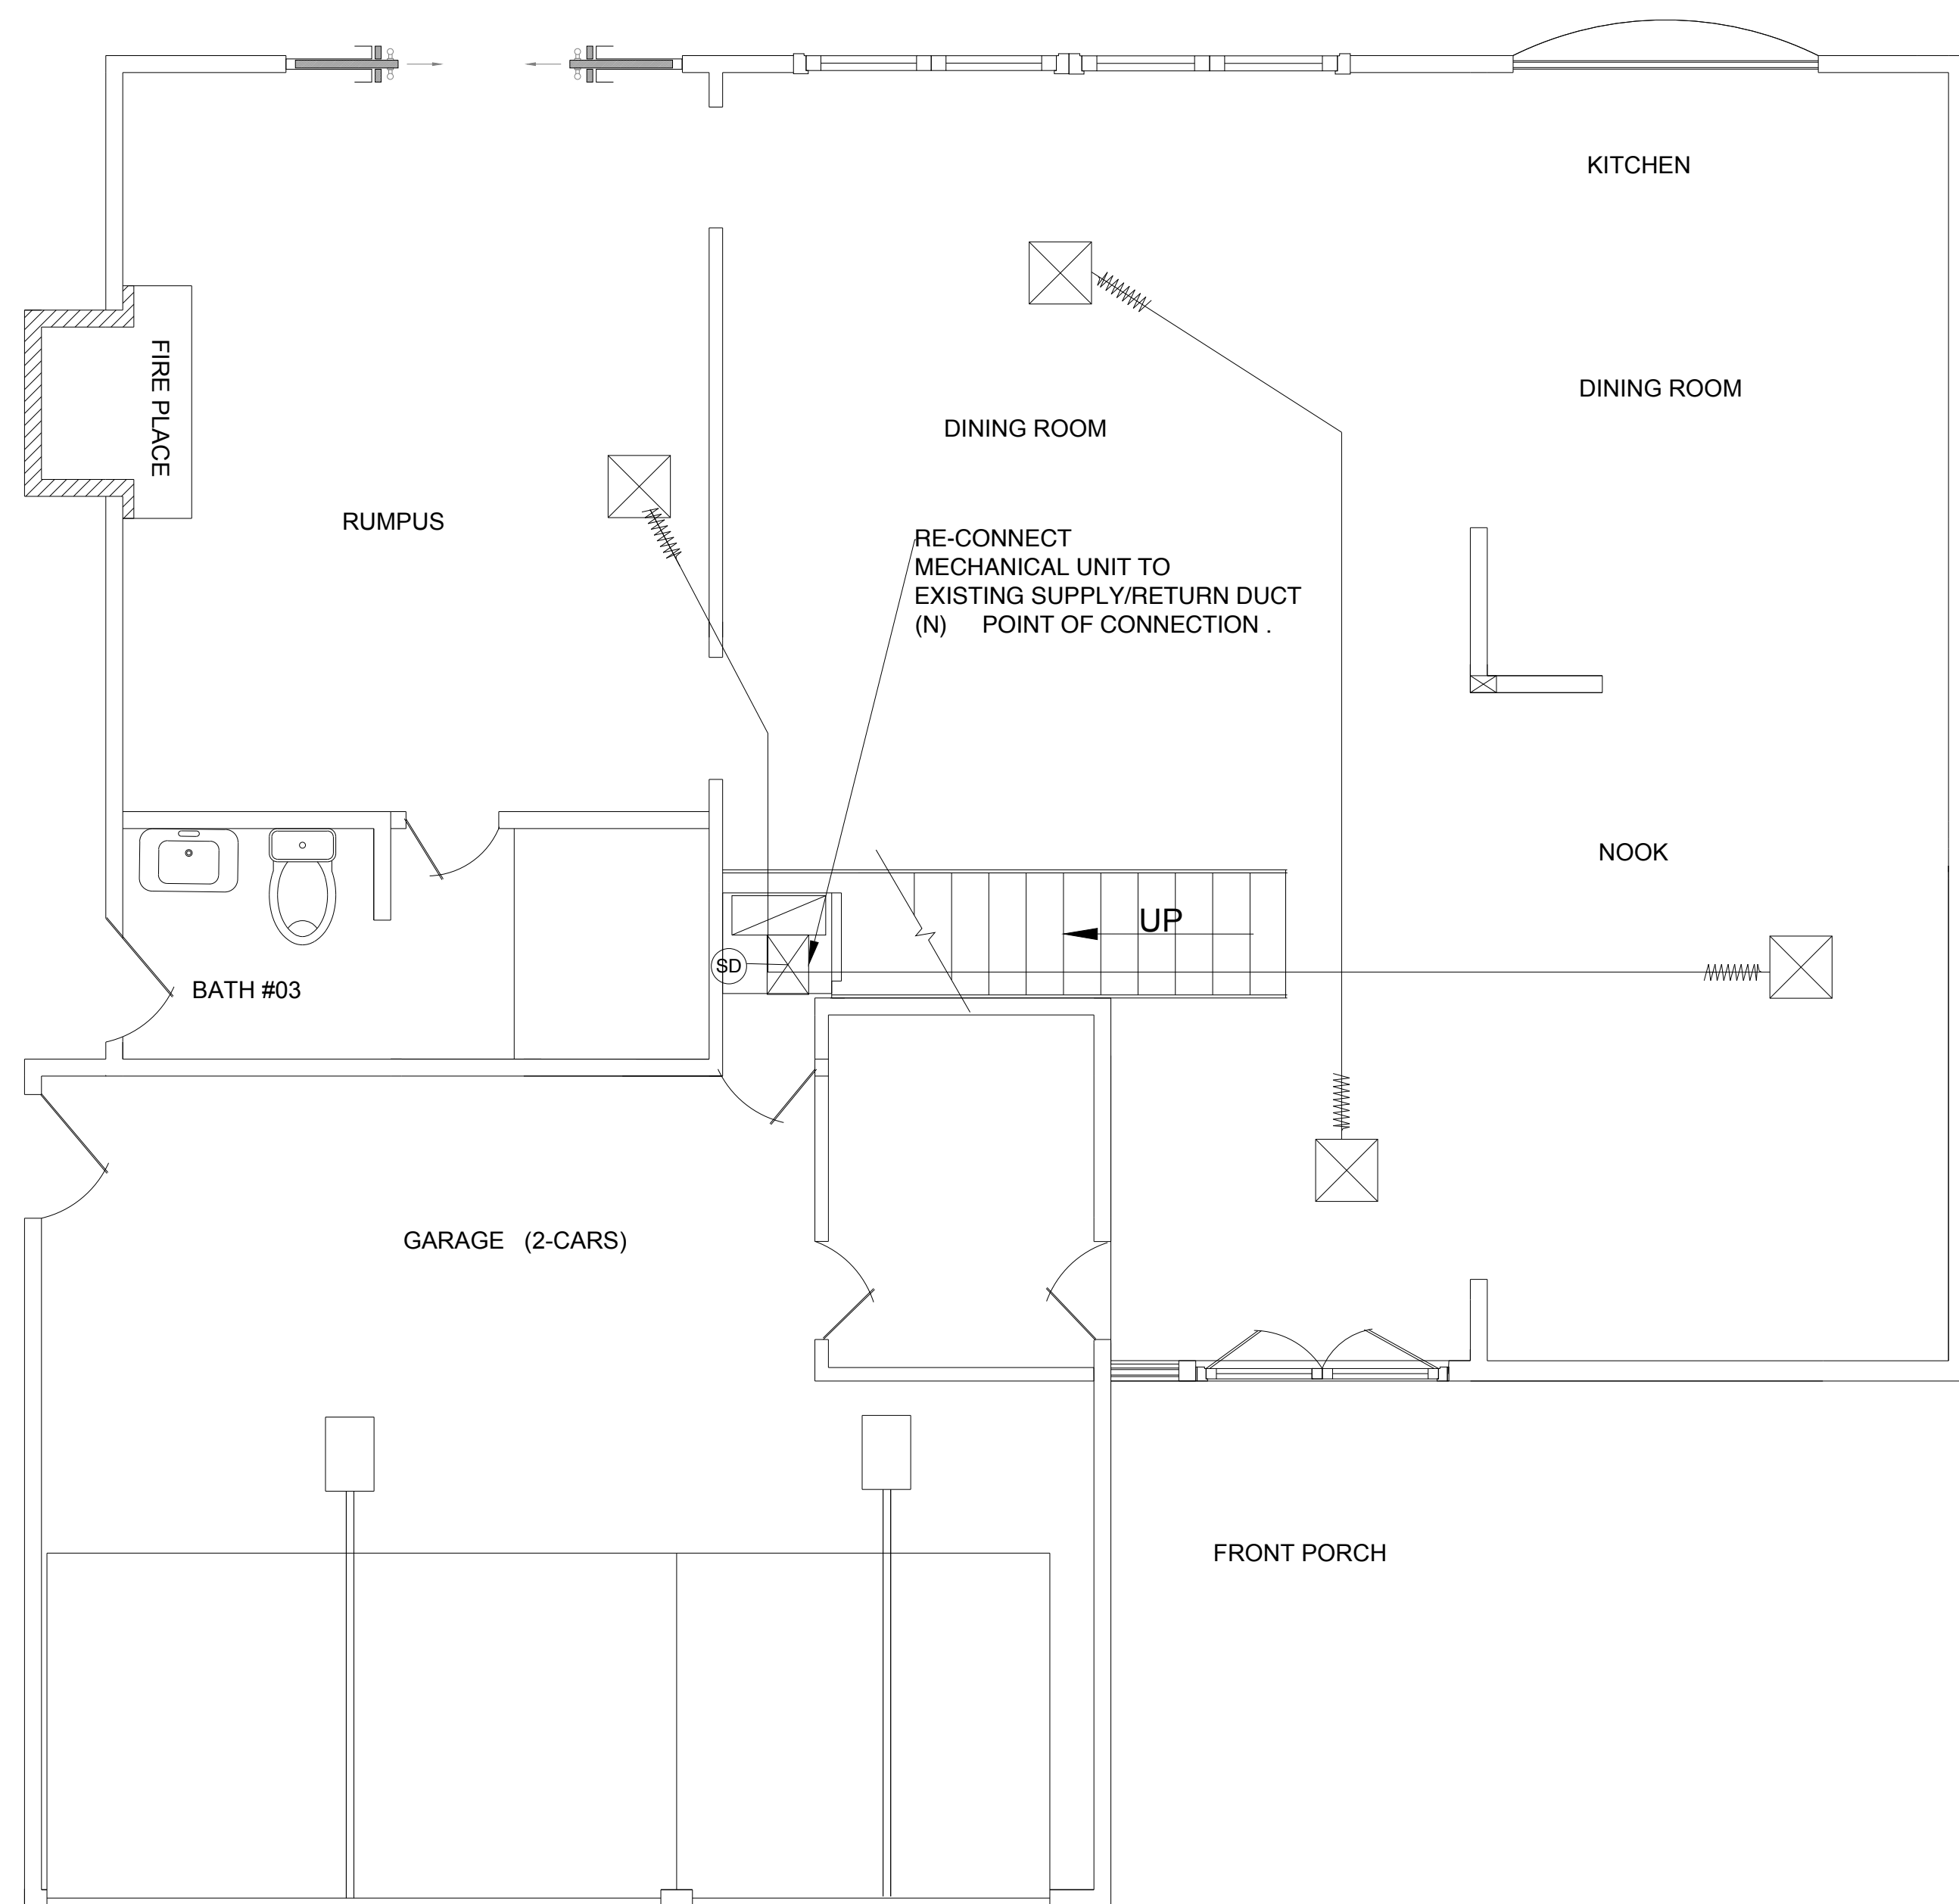 KITCHEN
DINING ROOM
DINING ROOM
FIRE PLACE
RUMPUS
RE-CONNECT
MECHANICAL UNIT TO
EXISTING SUPPLY/RETURN DUCT
(N) POINT OF CONNECTION .
NOOK
UP
SD
BATH #03
GARAGE (2-CARS)
FRONT PORCH